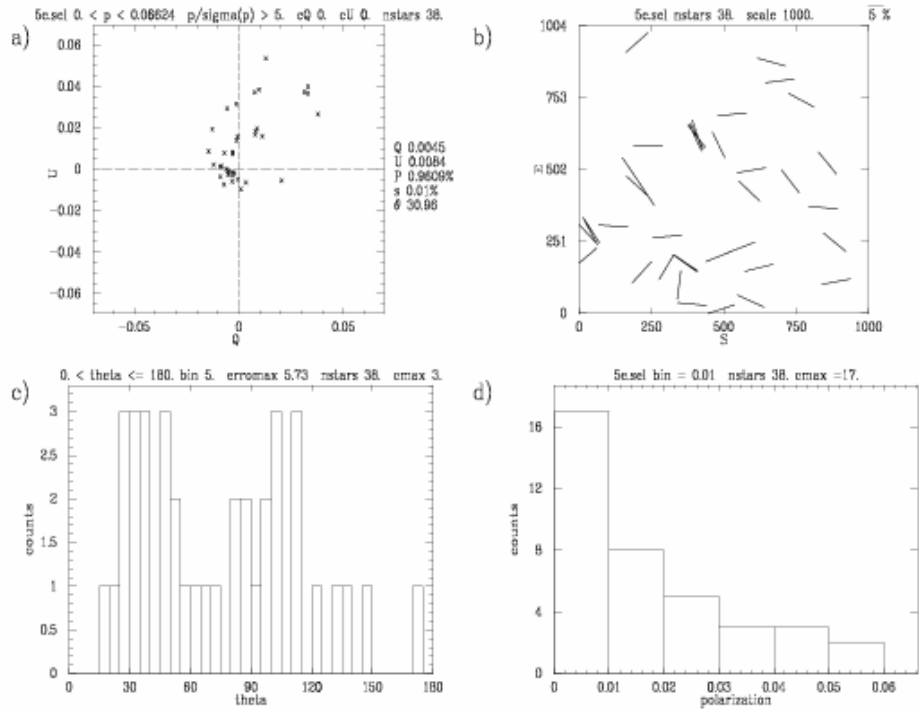 5e.sel 0. < p < 0.06624 p/sigma(p) > 5. cQ 0. cU 0. nstars 38.
a)
0.06
0.04
0.02
0
−0.02
−0.04
−0.06
U
−0.05
0
0.05
Q
Q 0.0045
U 0.0084
P 0.9609%
s 0.01%
θ 30.96
5e.sel nstars 38. scale 1000.
5 %
b)
1004
753
502
251
0
E
0
250
500
750
1000
S
0. < theta <= 180. bin 5. erromax 5.73 nstars 38. cmax 3.
c)
3
2.5
2
1.5
1
0.5
0
counts
0
30
60
90
120
150
180
theta
5e.sel bin = 0.01 nstars 38. cmax =17.
d)
16
12
8
4
0
counts
0
0.01
0.02
0.03
0.04
0.05
0.06
polarization